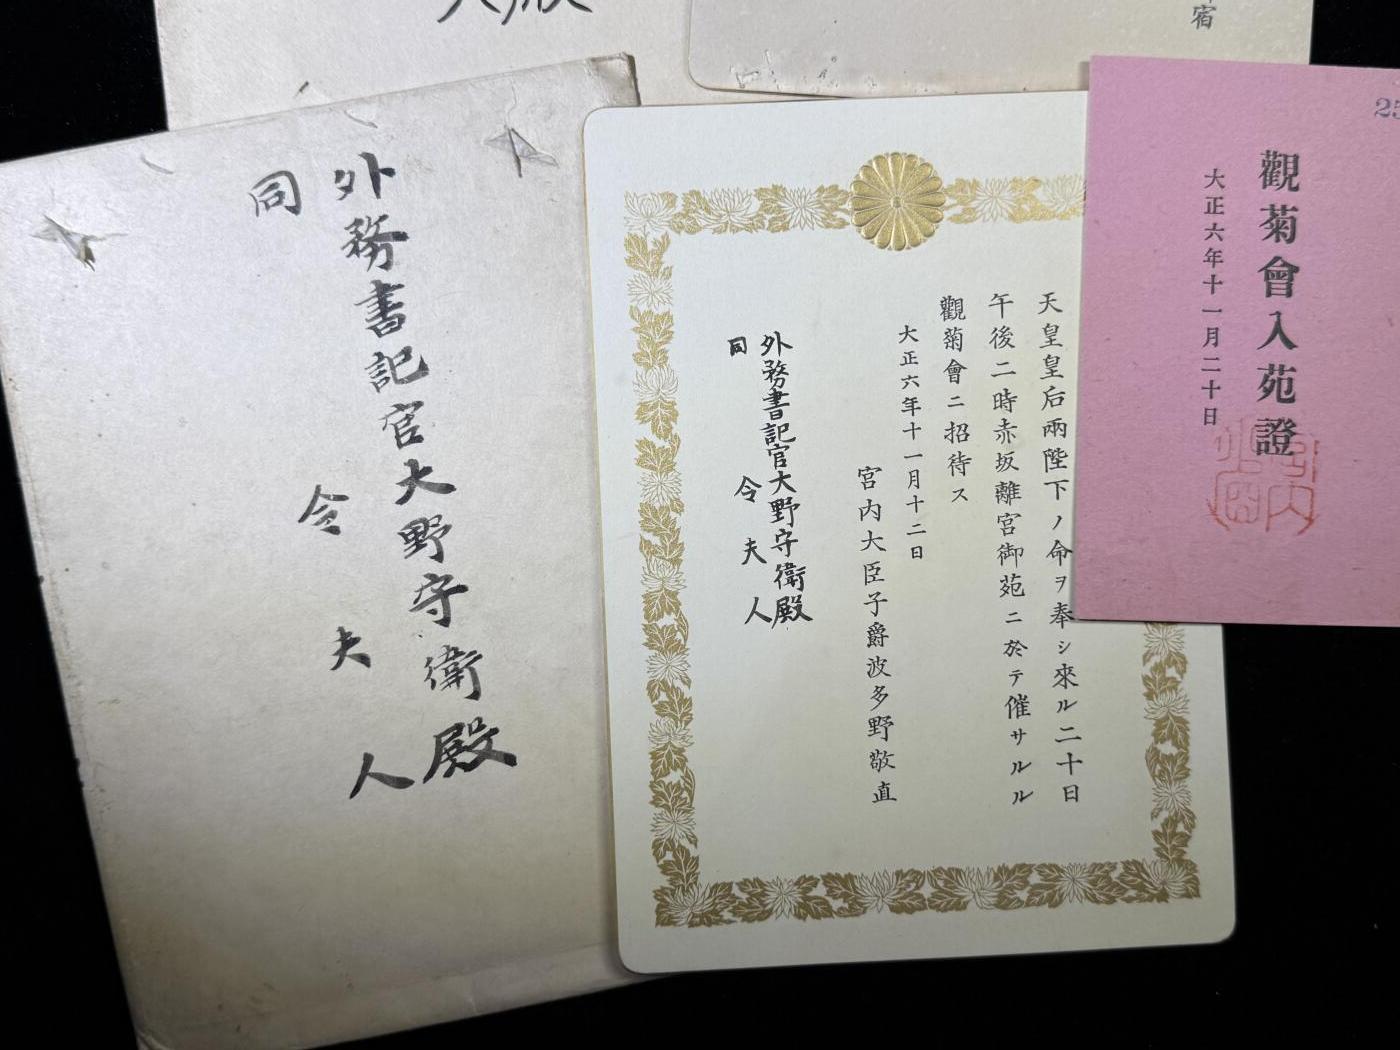 夫殿
宿
外務書記官大野守衛殿
同 令夫人
天皇皇后兩陛下ノ命ヲ奉シ來ル二十日
午後二時赤坂離宮御苑ニ於テ催サルル
觀菊會ニ招待ス
大正六年十一月十二日
宮内大臣子爵波多野敬直
外務書記官大野守衛殿
同 令夫人
25
觀菊會入苑證
大正六年十一月二十日